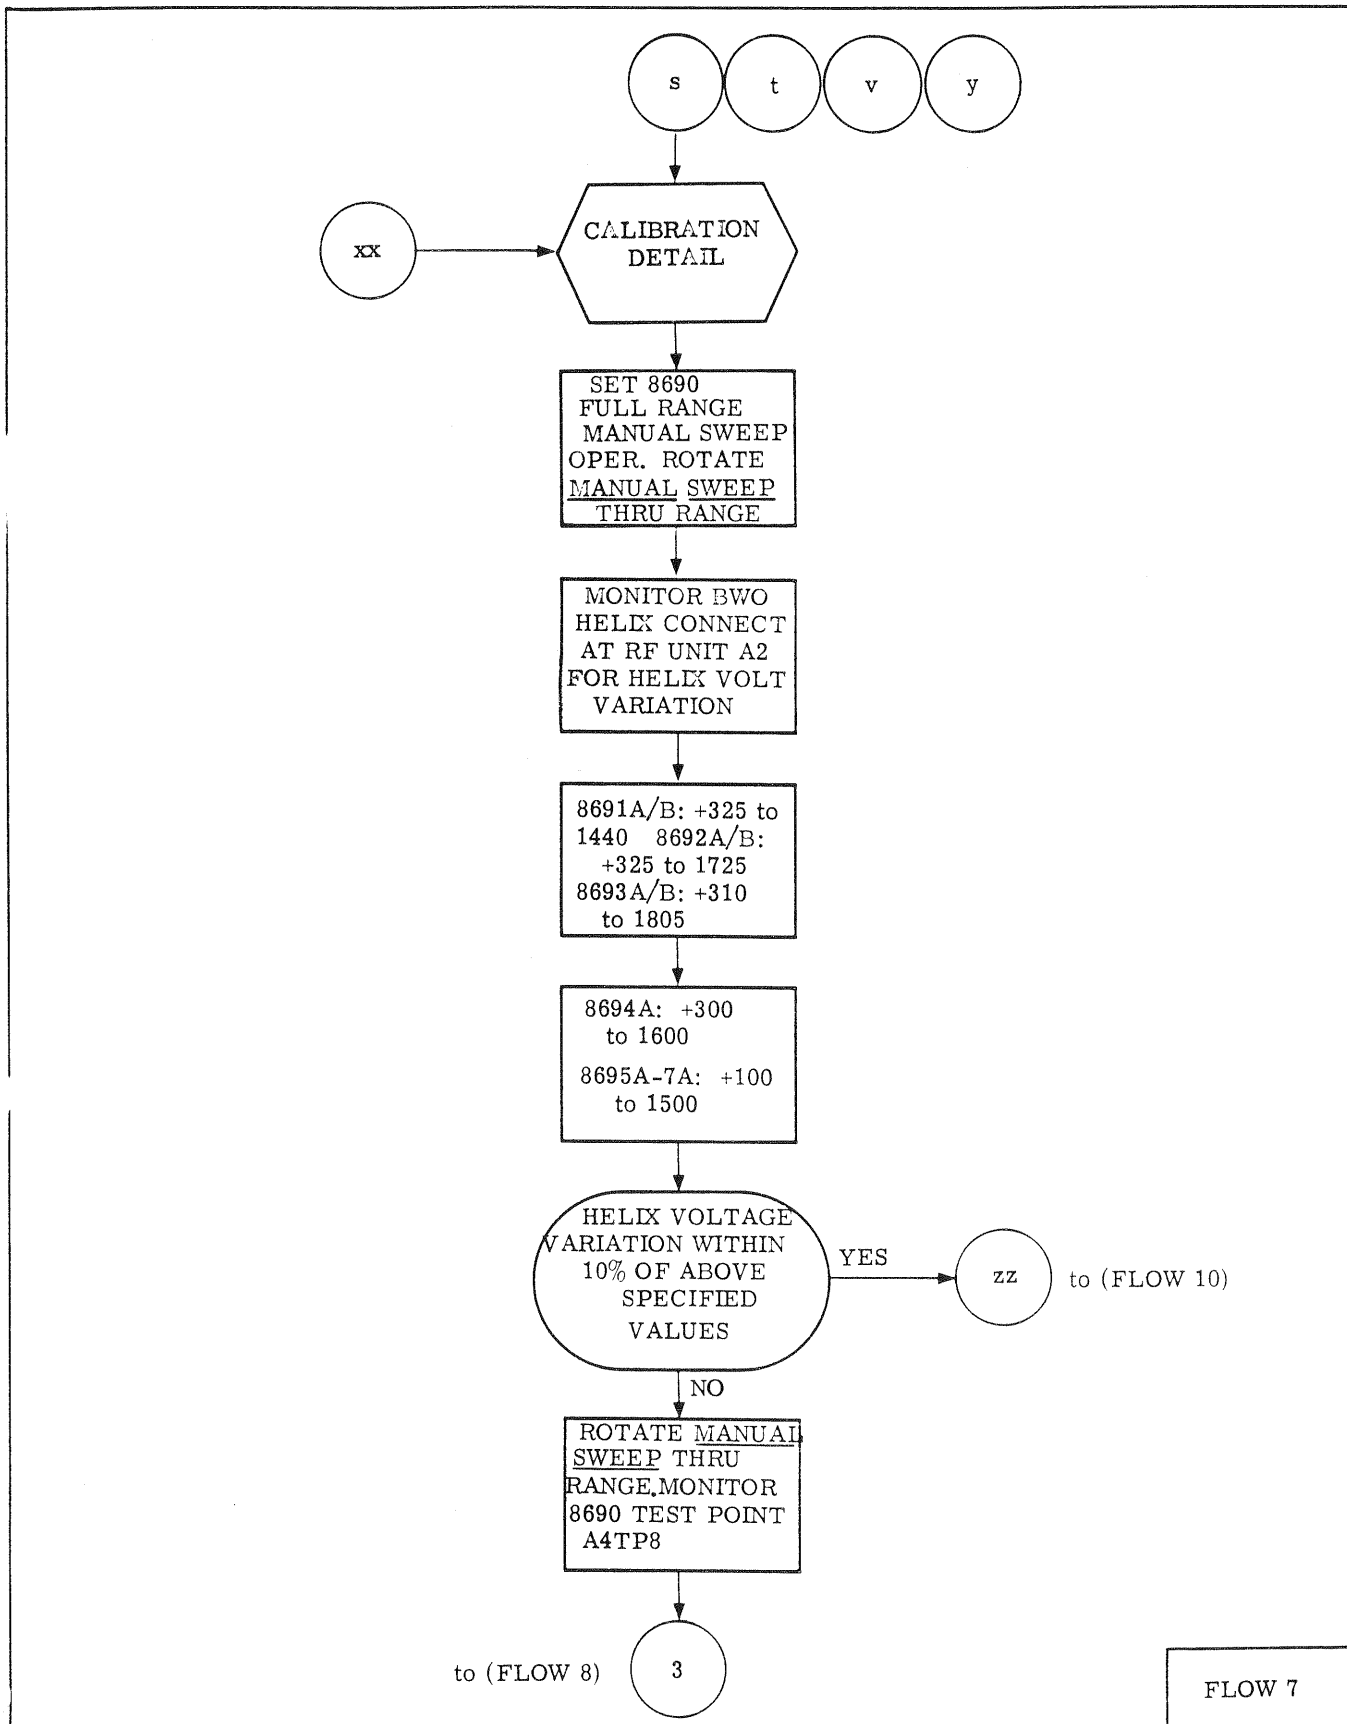 s t v y
xx
CALIBRATION
DETAIL
SET 8690
FULL RANGE
MANUAL SWEEP
OPER. ROTATE
MANUAL SWEEP
THRU RANGE
MONITOR BWO
HELIX CONNECT
AT RF UNIT A2
FOR HELIX VOLT
VARIATION
8691A/B: +325 to
1440 8692A/B:
+325 to 1725
8693A/B: +310
to 1805
8694A: +300
to 1600
8695A-7A: +100
to 1500
HELIX VOLTAGE
VARIATION WITHIN
10% OF ABOVE
SPECIFIED
VALUES
YES
zz
to (FLOW 10)
NO
ROTATE MANUAL
SWEEP THRU
RANGE.MONITOR
8690 TEST POINT
A4TP8
to (FLOW 8)
3
FLOW 7